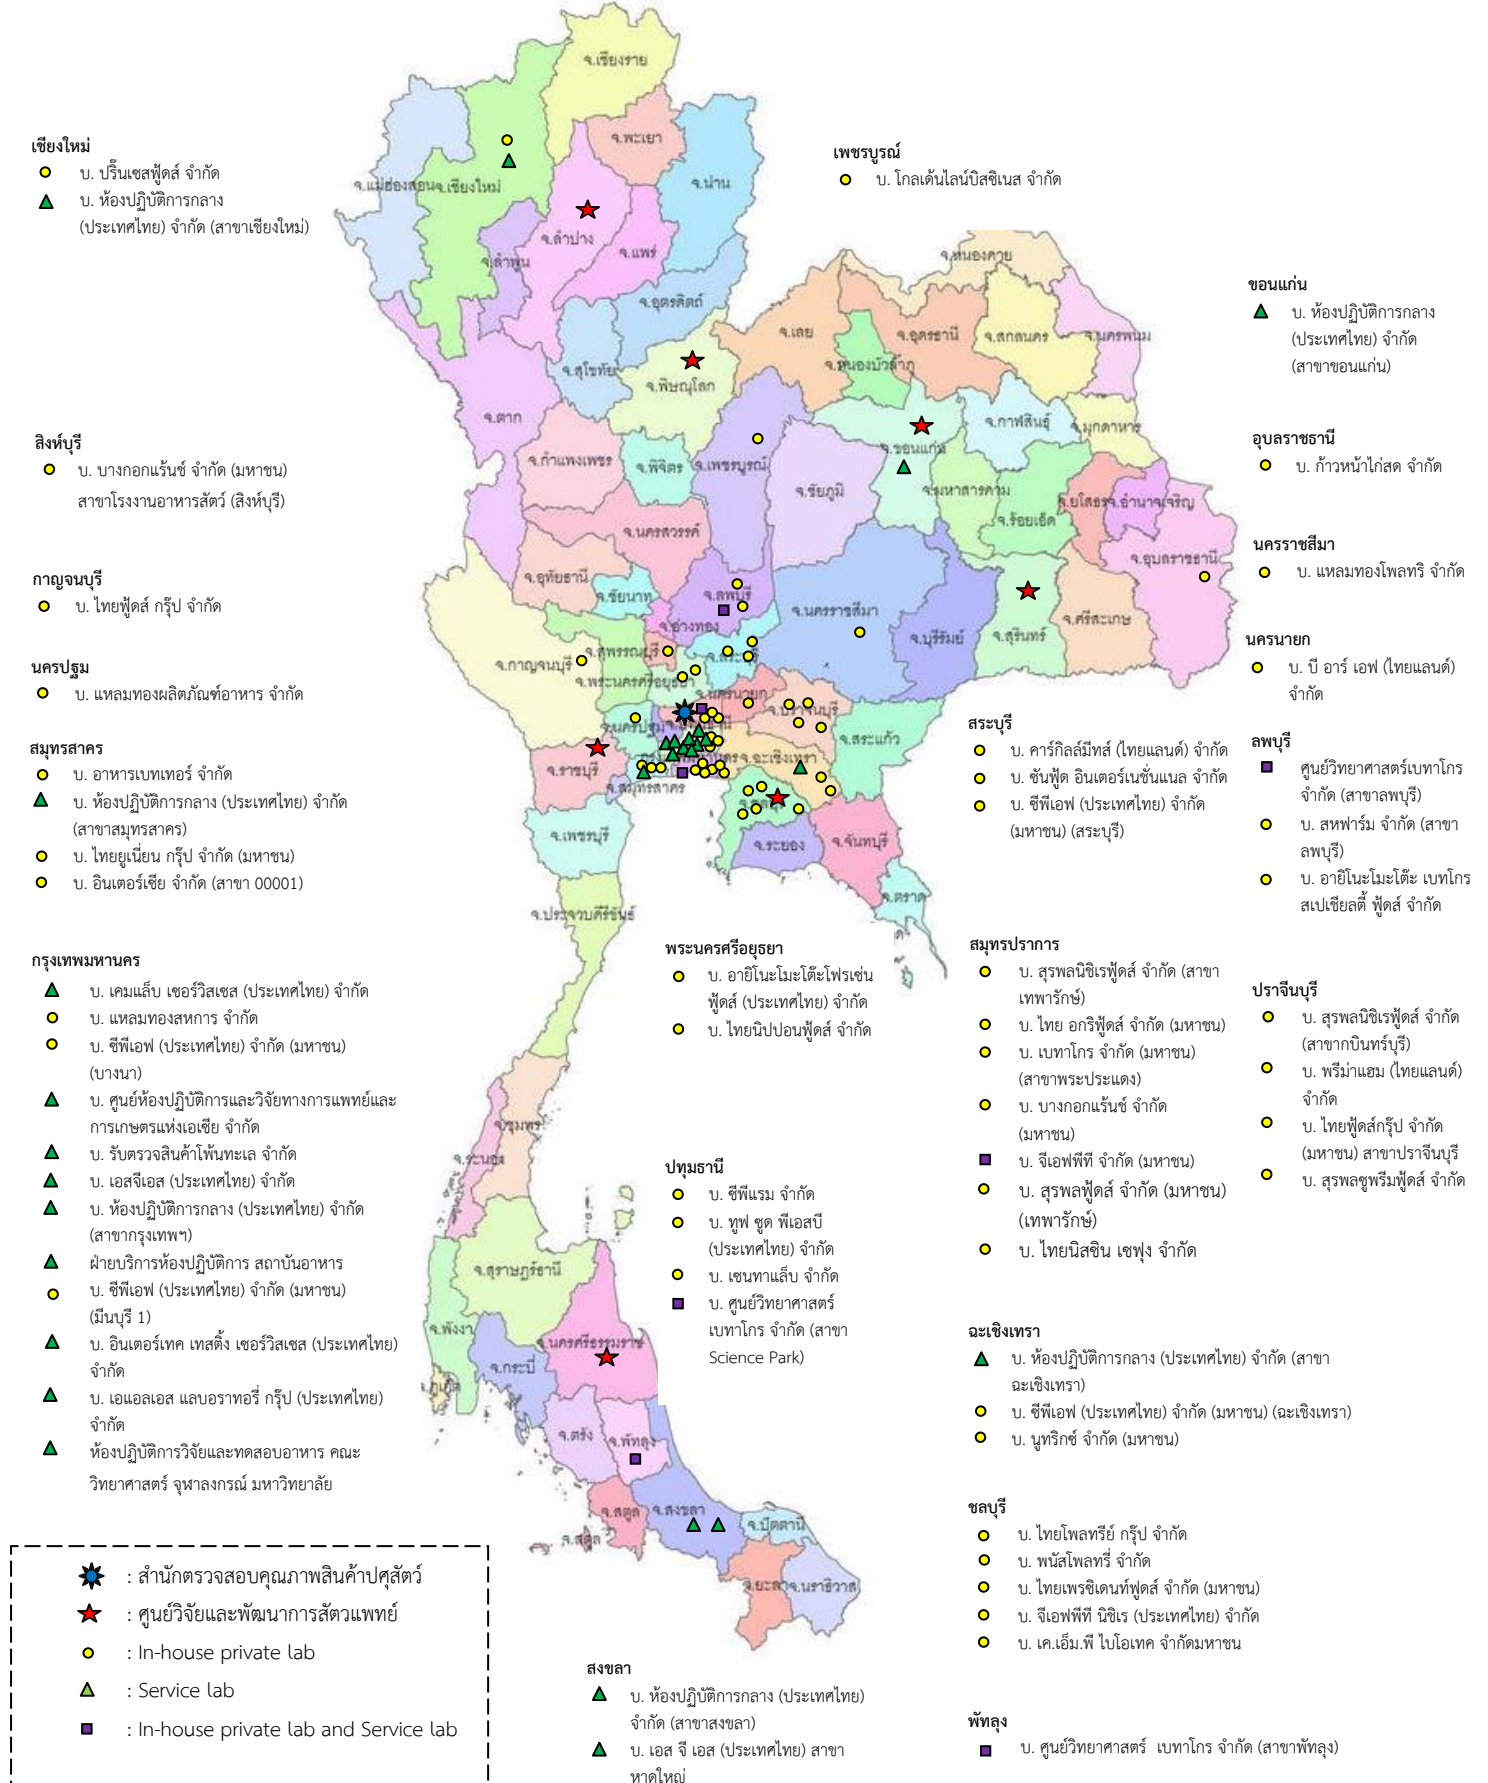 เชียงใหม่
บ. ปริ๊นเซสฟู้ดส์ จำกัด
บ. ห้องปฏิบัติการกลาง
(ประเทศไทย) จำกัด (สาขาเชียงใหม่)
สิงห์บุรี
บ. บางกอกแร้นช์ จำกัด (มหาชน)
สาขาโรงงานอาหารสัตว์ (สิงห์บุรี)
กาญจนบุรี
บ. ไทยฟู้ดส์ กรุ๊ป จำกัด
นครปฐม
บ. แหลมทองผลิตภัณฑ์อาหาร จำกัด
สมุทรสาคร
บ. อาหารเบทเทอร์ จำกัด
บ. ห้องปฏิบัติการกลาง (ประเทศไทย) จำกัด
(สาขาสมุทรสาคร)
บ. ไทยยูเนี่ยน กรุ๊ป จำกัด (มหาชน)
บ. อินเตอร์เซีย จำกัด (สาขา 00001)
กรุงเทพมหานคร
บ. เคมแล็บ เซอร์วิสเซส (ประเทศไทย) จำกัด
บ. แหลมทองสหการ จำกัด
บ. ซีพีเอฟ (ประเทศไทย) จำกัด (มหาชน)
(บางนา)
บ. ศูนย์ห้องปฏิบัติการและวิจัยทางการแพทย์และ
การเกษตรแห่งเอเซีย จำกัด
บ. รับตรวจสินค้าโพ้นทะเล จำกัด
บ. เอสจีเอส (ประเทศไทย) จำกัด
บ. ห้องปฏิบัติการกลาง (ประเทศไทย) จำกัด
(สาขากรุงเทพฯ)
ฝ่ายบริการห้องปฏิบัติการ สถาบันอาหาร
บ. ซีพีเอฟ (ประเทศไทย) จำกัด (มหาชน)
(มีนบุรี 1)
บ. อินเตอร์เทค เทสติ้ง เซอร์วิสเซส (ประเทศไทย)
จำกัด
บ. เอแอลเอส แลบอราทอรี่ กรุ๊ป (ประเทศไทย)
จำกัด
ห้องปฏิบัติการวิจัยและทดสอบอาหาร คณะ
วิทยาศาสตร์ จุฬาลงกรณ์ มหาวิทยาลัย
: สำนักตรวจสอบคุณภาพสินค้าปศุสัตว์
: ศูนย์วิจัยและพัฒนาการสัตวแพทย์
: In-house private lab
: Service lab
: In-house private lab and Service lab
จ.เชียงราย
จ.พะเยา
จ.น่าน
จ.แม่ฮ่องสอน
จ.เชียงใหม่
จ.ลำปาง
จ.แพร่
จ.ลำพูน
จ.อุตรดิตถ์
จ.หนองคาย
จ.เลย
จ.อุดรธานี
จ.สกลนคร
จ.นครพนม
จ.หนองบัวลำภู
จ.สุโขทัย
จ.พิษณุโลก
จ.ตาก
จ.กาฬสินธุ์
จ.มุกดาหาร
จ.ขอนแก่น
จ.กำแพงเพชร
จ.พิจิตร
จ.เพชรบูรณ์
จ.ชัยภูมิ
จ.มหาสารคาม
จ.ร้อยเอ็ด
จ.ยโสธร
จ.อำนาจเจริญ
จ.นครสวรรค์
จ.อุบลราชธานี
จ.อุทัยธานี
จ.ชัยนาท
จ.ลพบุรี
จ.นครราชสีมา
จ.อ่างทอง
จ.บุรีรัมย์
จ.สุรินทร์
จ.ศรีสะเกษ
จ.สุพรรณบุรี
จ.สระบุรี
จ.กาญจนบุรี
จ.พระนครศรีอยุธยา
จ.นครนายก
จ.ปราจีนบุรี
จ.นครปฐม
จ.สระแก้ว
จ.ฉะเชิงเทรา
จ.ราชบุรี
จ.สมุทรสาคร
จ.เพชรบุรี
จ.ระยอง
จ.จันทบุรี
จ.ตราด
จ.ประจวบคีรีขันธ์
จ.ชุมพร
จ.ระนอง
จ.สุราษฎร์ธานี
จ.พังงา
จ.นครศรีธรรมราช
จ.กระบี่
จ.ภูเก็ต
จ.ตรัง
จ.พัทลุง
จ.สตูล
จ.สงขลา
จ.ปัตตานี
จ.สตูล
จ.ยะลา
จ.นราธิวาส
เพชรบูรณ์
บ. โกลเด้นไลน์บิสซิเนส จำกัด
ขอนแก่น
บ. ห้องปฏิบัติการกลาง
(ประเทศไทย) จำกัด
(สาขาขอนแก่น)
อุบลราชธานี
บ. ก้าวหน้าไก่สด จำกัด
นครราชสีมา
บ. แหลมทองโพลทริ จำกัด
นครนายก
บ. บี อาร์ เอฟ (ไทยแลนด์)
จำกัด
สระบุรี
บ. คาร์กิลล์มีทส์ (ไทยแลนด์) จำกัด
บ. ซันฟู้ด อินเตอร์เนชั่นแนล จำกัด
บ. ซีพีเอฟ (ประเทศไทย) จำกัด
(มหาชน) (สระบุรี)
ลพบุรี
ศูนย์วิทยาศาสตร์เบทาโกร
จำกัด (สาขาลพบุรี)
บ. สหฟาร์ม จำกัด (สาขา
ลพบุรี)
บ. อายิโนะโมะโต๊ะ เบทโกร
สเปเชียลตี้ ฟู้ดส์ จำกัด
พระนครศรีอยุธยา
บ. อายิโนะโมะโต๊ะโฟรเซ่น
ฟู้ดส์ (ประเทศไทย) จำกัด
บ. ไทยนิปปอนฟู้ดส์ จำกัด
สมุทรปราการ
บ. สุรพลนิชิเรฟู้ดส์ จำกัด (สาขา
เทพารักษ์)
บ. ไทย อกริฟู้ดส์ จำกัด (มหาชน)
บ. เบทาโกร จำกัด (มหาชน)
(สาขาพระประแดง)
บ. บางกอกแร้นช์ จำกัด
(มหาชน)
บ. จีเอฟพีที จำกัด (มหาชน)
บ. สุรพลฟู้ดส์ จำกัด (มหาชน)
(เทพารักษ์)
บ. ไทยนิสชิน เซฟุง จำกัด
ปราจีนบุรี
บ. สุรพลนิชิเรฟู้ดส์ จำกัด
(สาขากบินทร์บุรี)
บ. พรีม่าแฮม (ไทยแลนด์)
จำกัด
บ. ไทยฟู้ดส์กรุ๊ป จำกัด
(มหาชน) สาขาปราจีนบุรี
บ. สุรพลซูพรีมฟู้ดส์ จำกัด
ปทุมธานี
บ. ซีพีแรม จำกัด
บ. ทูฟ ซูด พีเอสบี
(ประเทศไทย) จำกัด
บ. เซนทาแล็บ จำกัด
บ. ศูนย์วิทยาศาสตร์
เบทาโกร จำกัด (สาขา
Science Park)
ฉะเชิงเทรา
บ. ห้องปฏิบัติการกลาง (ประเทศไทย) จำกัด (สาขา
ฉะเชิงเทรา)
บ. ซีพีเอฟ (ประเทศไทย) จำกัด (มหาชน) (ฉะเชิงเทรา)
บ. นูทริกซ์ จำกัด (มหาชน)
ชลบุรี
บ. ไทยโพลทรีย์ กรุ๊ป จำกัด
บ. พนัสโพลทรี่ จำกัด
บ. ไทยเพรซิเดนท์ฟูดส์ จำกัด (มหาชน)
บ. จีเอฟพีที นิชิเร (ประเทศไทย) จำกัด
บ. เค.เอ็ม.พี ไบโอเทค จำกัดมหาชน
สงขลา
บ. ห้องปฏิบัติการกลาง (ประเทศไทย)
จำกัด (สาขาสงขลา)
บ. เอส จี เอส (ประเทศไทย) สาขา
หาดใหญ่
พัทลุง
บ. ศูนย์วิทยาศาสตร์ เบทาโกร จำกัด (สาขาพัทลุง)